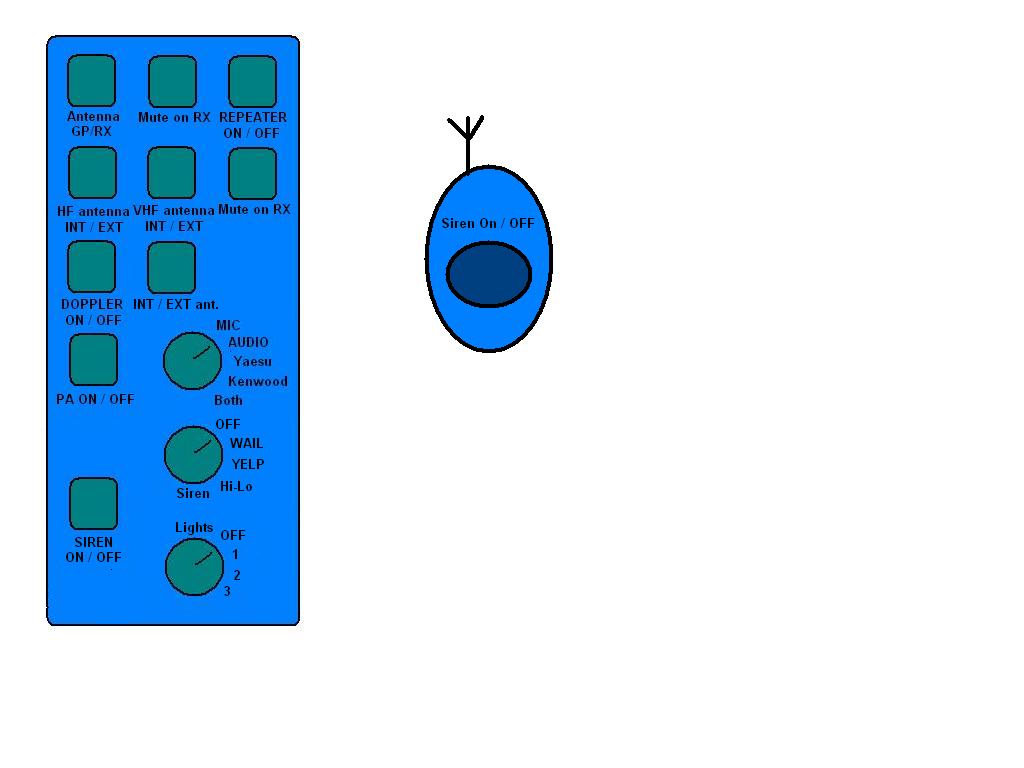 Antenna
GP/RX
Mute on RX
REPEATER
ON / OFF
HF antenna
INT / EXT
VHF antenna
INT / EXT
Mute on RX
DOPPLER
ON / OFF
INT / EXT ant.
MIC
AUDIO
Yaesu
Kenwood
Both
PA ON / OFF
OFF
WAIL
YELP
Hi-Lo
Siren
SIREN
ON / OFF
Lights
OFF
1
2
3
Siren On / OFF